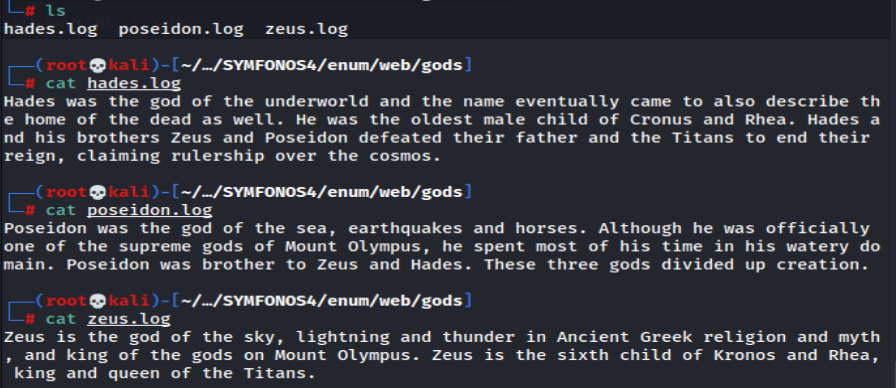 └─# ls
hades.log poseidon.log zeus.log
┌──(root💀kali)-[~/…/SYMFONOS4/enum/web/gods]
└─# cat hades.log
Hades was the god of the underworld and the name eventually came to also describe th
e home of the dead as well. He was the oldest male child of Cronus and Rhea. Hades a
nd his brothers Zeus and Poseidon defeated their father and the Titans to end their
reign, claiming rulership over the cosmos.
┌──(root💀kali)-[~/…/SYMFONOS4/enum/web/gods]
└─# cat poseidon.log
Poseidon was the god of the sea, earthquakes and horses. Although he was officially
one of the supreme gods of Mount Olympus, he spent most of his time in his watery do
main. Poseidon was brother to Zeus and Hades. These three gods divided up creation.
┌──(root💀kali)-[~/…/SYMFONOS4/enum/web/gods]
└─# cat zeus.log
Zeus is the god of the sky, lightning and thunder in Ancient Greek religion and myth
, and king of the gods on Mount Olympus. Zeus is the sixth child of Kronos and Rhea,
king and queen of the Titans.